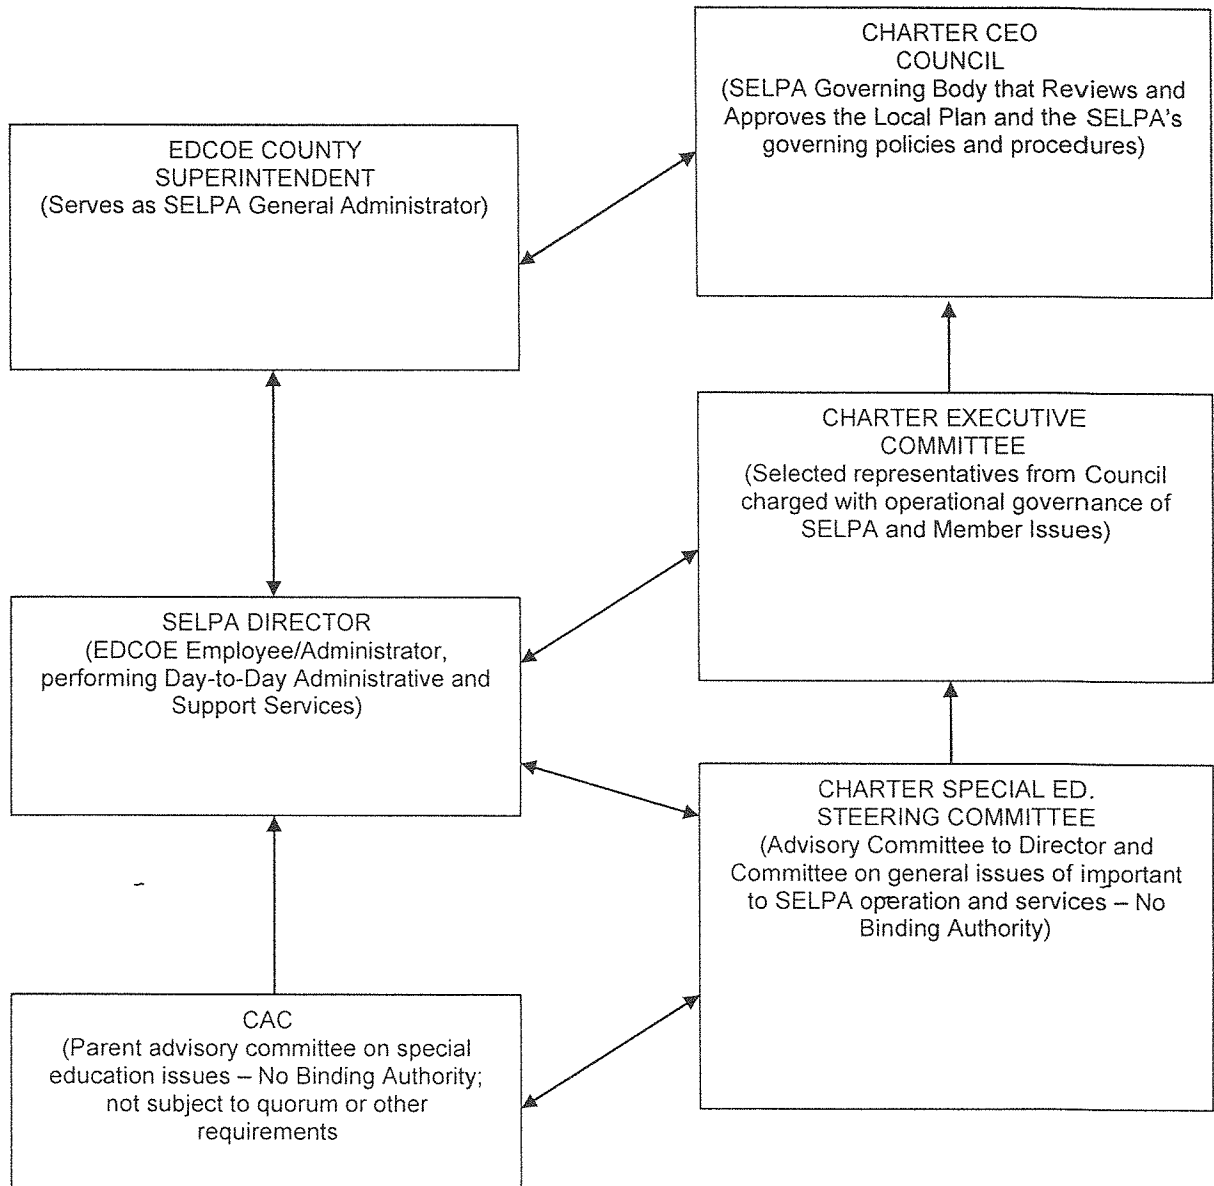 CHARTER CEO
COUNCIL
(SELPA Governing Body that Reviews and
Approves the Local Plan and the SELPA's
governing policies and procedures)
EDCOE COUNTY
SUPERINTENDENT
(Serves as SELPA General Administrator)
CHARTER EXECUTIVE
COMMITTEE
(Selected representatives from Council
charged with operational governance of
SELPA and Member Issues)
SELPA DIRECTOR
(EDCOE Employee/Administrator,
performing Day-to-Day Administrative and
Support Services)
CHARTER SPECIAL ED.
STEERING COMMITTEE
(Advisory Committee to Director and
Committee on general issues of important
to SELPA operation and services – No
Binding Authority)
CAC
(Parent advisory committee on special
education issues – No Binding Authority;
not subject to quorum or other
requirements